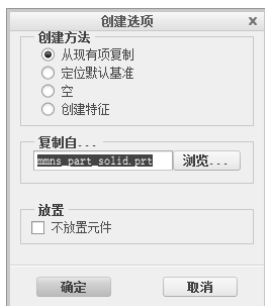 创建选项 x
创建方法
从现有项复制
定位默认基准
空
创建特征
复制自...
mmns_part_solid.prt 浏览...
放置
不放置元件
确定 取消